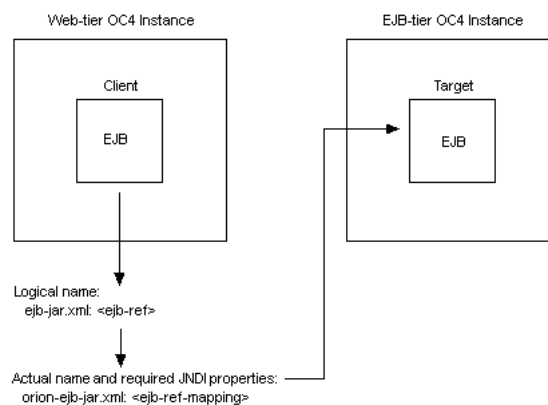 Web-tier OC4 Instance
EJB-tier OC4 Instance
Client
Target
EJB
EJB
Logical name:
ejb-jar.xml: <ejb-ref>
Actual name and required JNDI properties:
orion-ejb-jar.xml: <ejb-ref-mapping>